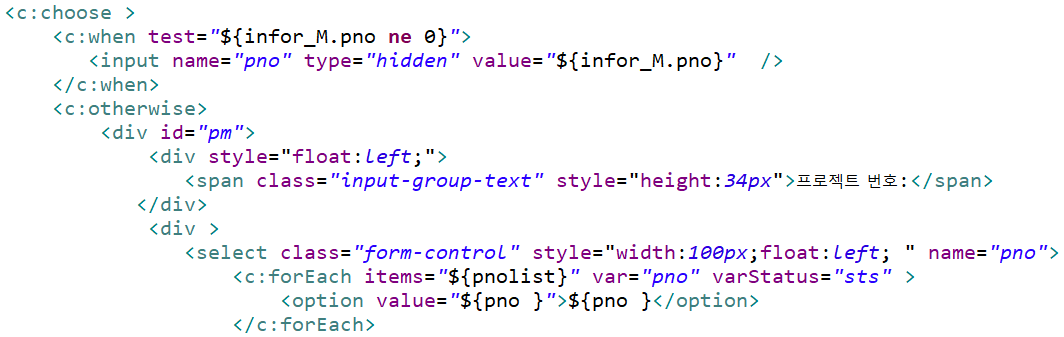 <c:choose >
<c:when test="${infor_M.pno ne 0}">
<input name="pno" type="hidden" value="${infor_M.pno}"  />
</c:when>
<c:otherwise>
<div id="pm">
<div style="float:left;">
<span class="input-group-text" style="height:34px">프로젝트 번호:</span>
</div>
<div >
<select class="form-control" style="width:100px;float:left; " name="pno">
<c:forEach items="${pnolist}" var="pno" varStatus="sts" >
<option value="${pno }">${pno }</option>
</c:forEach>